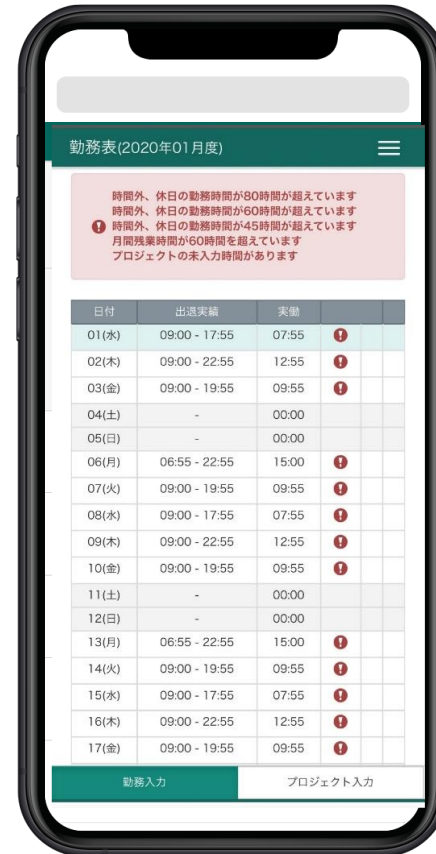 勤務表(2020年01月度)
時間外、休日の勤務時間が80時間が超えています
時間外、休日の勤務時間が60時間が超えています
時間外、休日の勤務時間が45時間が超えています
月間残業時間が60時間を超えています
プロジェクトの未入力時間があります
日付 出退実績 実働
01(水) 09:00 - 17:55 07:55
02(木) 09:00 - 22:55 12:55
03(金) 09:00 - 19:55 09:55
04(土) - 00:00
05(日) - 00:00
06(月) 06:55 - 22:55 15:00
07(火) 09:00 - 19:55 09:55
08(水) 09:00 - 17:55 07:55
09(木) 09:00 - 22:55 12:55
10(金) 09:00 - 19:55 09:55
11(土) - 00:00
12(日) - 00:00
13(月) 06:55 - 22:55 15:00
14(火) 09:00 - 19:55 09:55
15(水) 09:00 - 17:55 07:55
16(木) 09:00 - 22:55 12:55
17(金) 09:00 - 19:55 09:55
勤務入力 プロジェクト入力